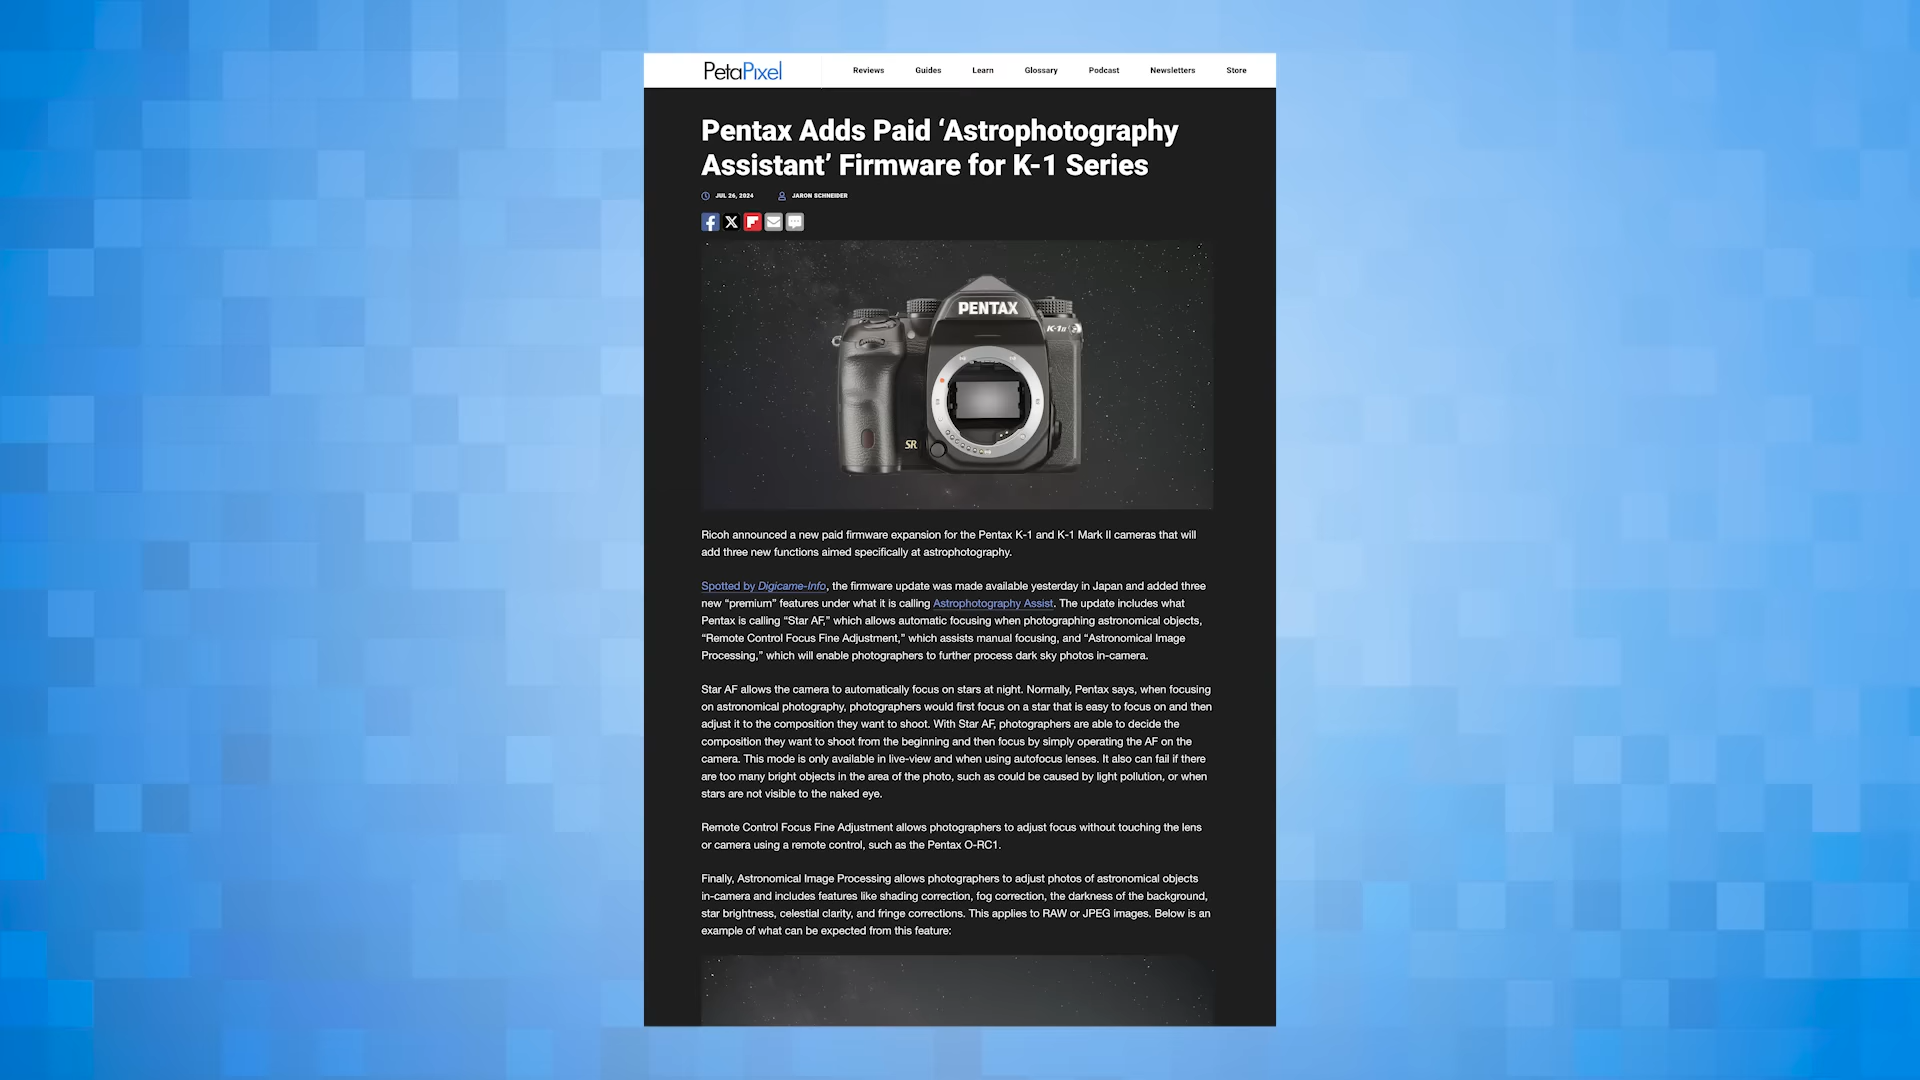 PetaPixel
Reviews Guides Learn Glossary Podcast Newsletters Store
Pentax Adds Paid ‘Astrophotography
Assistant’ Firmware for K-1 Series
JUL 26, 2024 JARON SCHNEIDER
PENTAX
K-1II
SR
Ricoh announced a new paid firmware expansion for the Pentax K-1 and K-1 Mark II cameras that will
add three new functions aimed specifically at astrophotography.
Spotted by Digicame-Info, the firmware update was made available yesterday in Japan and added three
new “premium” features under what it is calling Astrophotography Assist. The update includes what
Pentax is calling “Star AF,” which allows automatic focusing when photographing astronomical objects,
“Remote Control Focus Fine Adjustment,” which assists manual focusing, and “Astronomical Image
Processing,” which will enable photographers to further process dark sky photos in-camera.
Star AF allows the camera to automatically focus on stars at night. Normally, Pentax says, when focusing
on astronomical photography, photographers would first focus on a star that is easy to focus on and then
adjust it to the composition they want to shoot. With Star AF, photographers are able to decide the
composition they want to shoot from the beginning and then focus by simply operating the AF on the
camera. This mode is only available in live-view and when using autofocus lenses. It also can fail if there
are too many bright objects in the area of the photo, such as could be caused by light pollution, or when
stars are not visible to the naked eye.
Remote Control Focus Fine Adjustment allows photographers to adjust focus without touching the lens
or camera using a remote control, such as the Pentax O-RC1.
Finally, Astronomical Image Processing allows photographers to adjust photos of astronomical objects
in-camera and includes features like shading correction, fog correction, the darkness of the background,
star brightness, celestial clarity, and fringe corrections. This applies to RAW or JPEG images. Below is an
example of what can be expected from this feature: